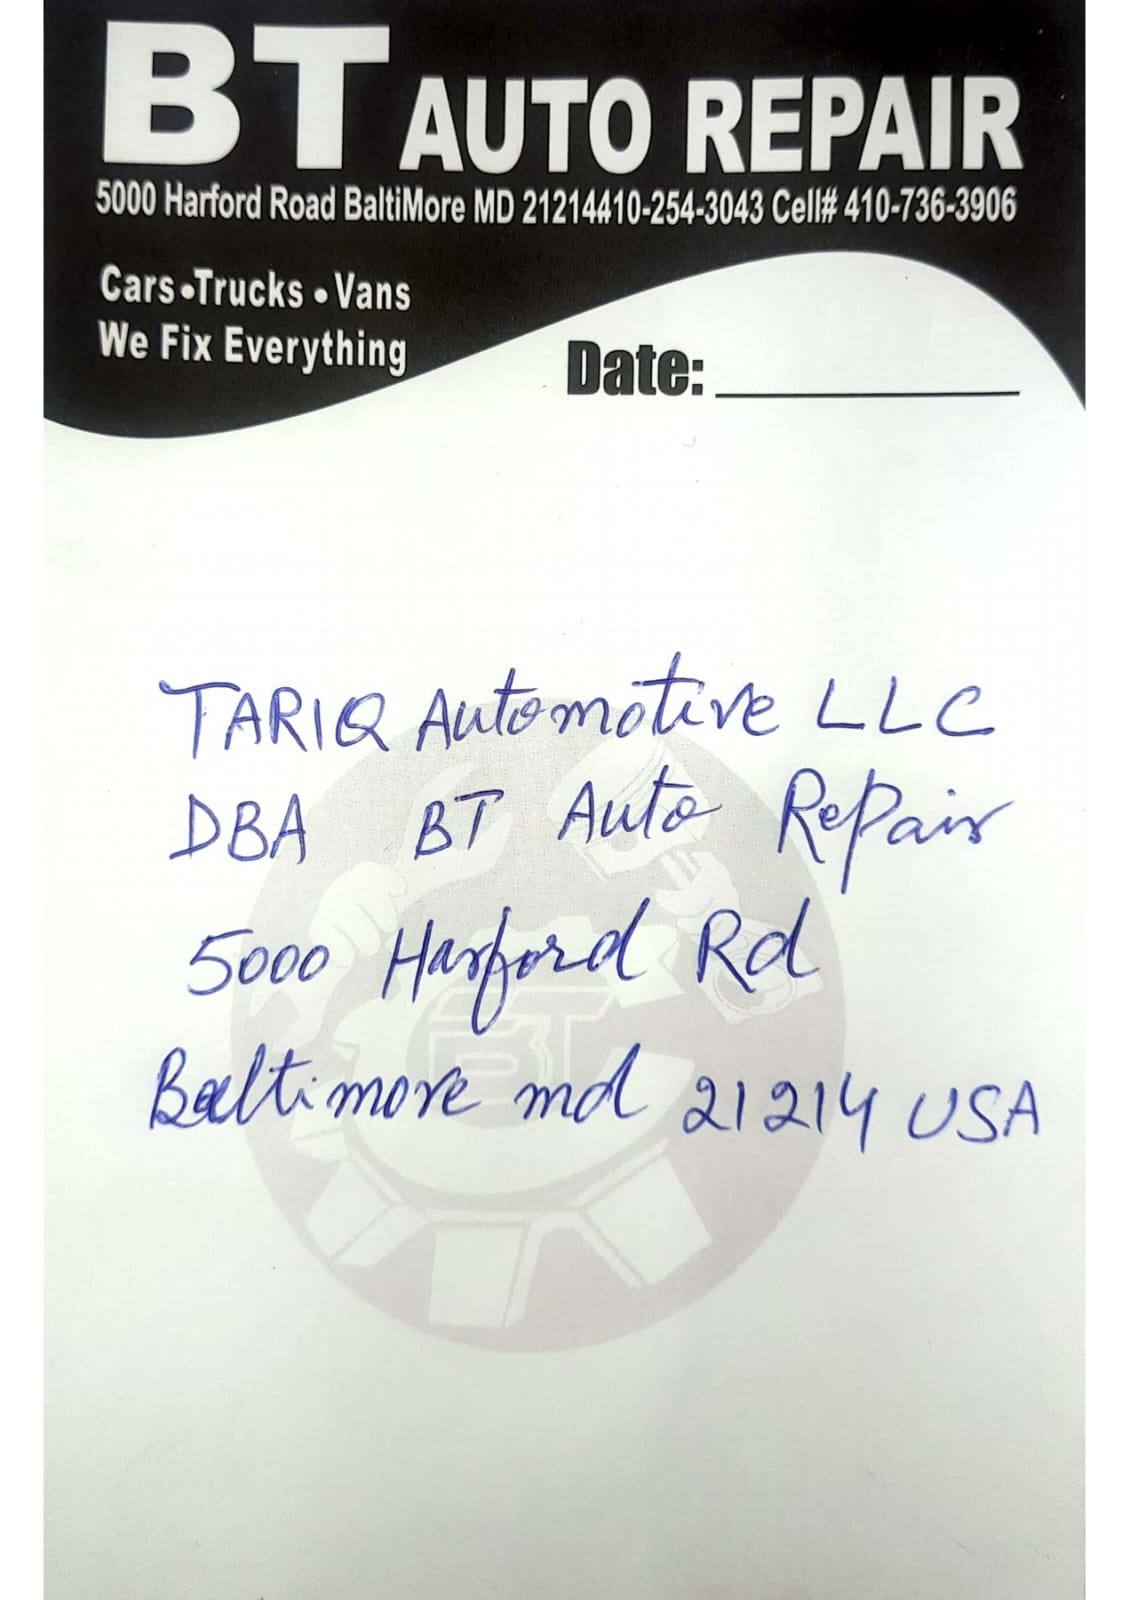 BT AUTO REPAIR
5000 Harford Road BaltiMore MD 21214410-254-3043 Cell# 410-736-3906
Cars•Trucks • Vans
We Fix Everything
Date:
TARIQ Automotive LLC
DBA BT Auto Repair
5000 Harford Rd
Baltimore md 21214 USA
BT